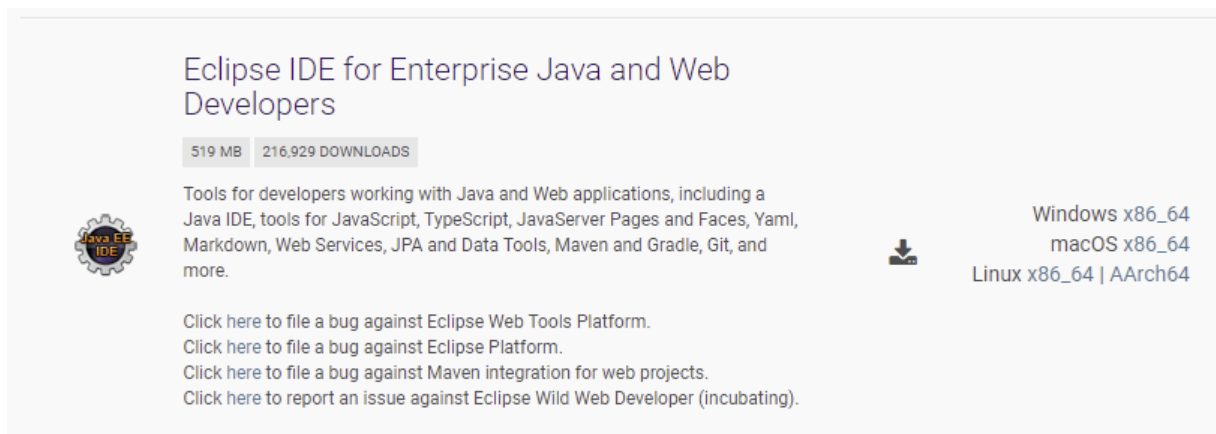 Eclipse IDE for Enterprise Java and Web
Developers
519 MB 216,929 DOWNLOADS
Tools for developers working with Java and Web applications, including a
Java IDE, tools for JavaScript, TypeScript, JavaServer Pages and Faces, Yaml,
Markdown, Web Services, JPA and Data Tools, Maven and Gradle, Git, and
more.
Click here to file a bug against Eclipse Web Tools Platform.
Click here to file a bug against Eclipse Platform.
Click here to file a bug against Maven integration for web projects.
Click here to report an issue against Eclipse Wild Web Developer (incubating).
Java EE
IDE
Windows x86_64
macOS x86_64
Linux x86_64 | AArch64